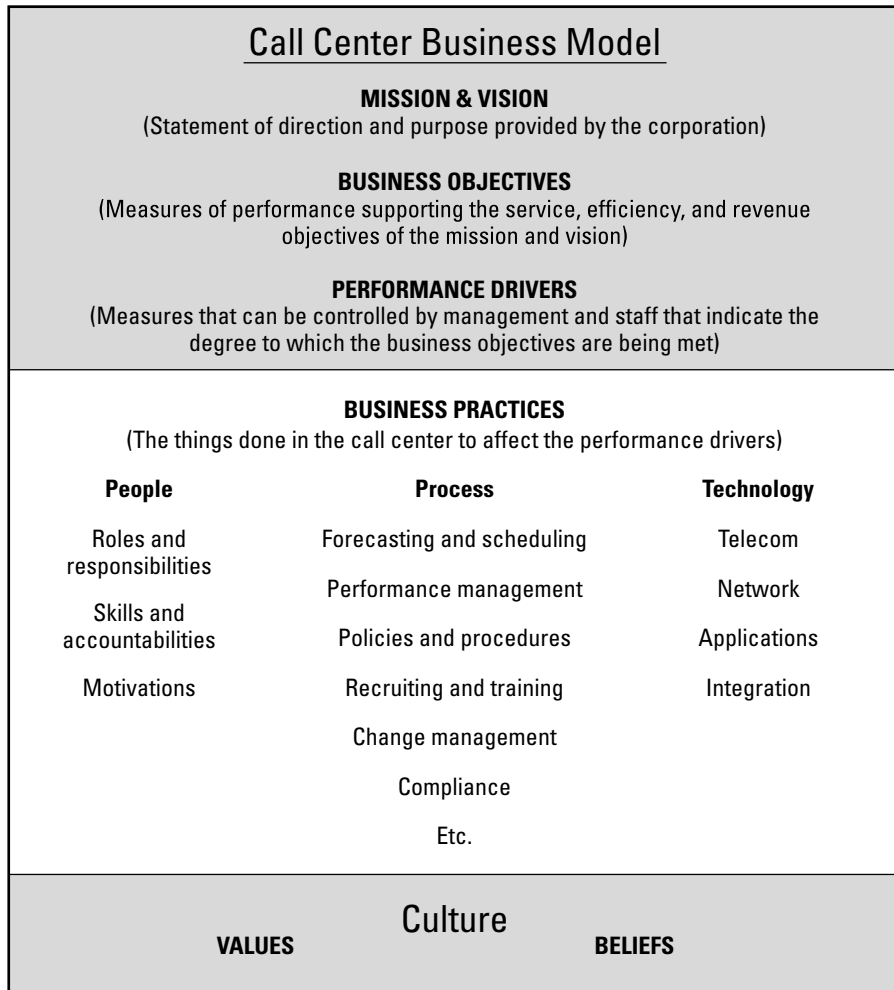 Call Center Business Model
MISSION & VISION
(Statement of direction and purpose provided by the corporation)
BUSINESS OBJECTIVES
(Measures of performance supporting the service, efficiency, and revenue
objectives of the mission and vision)
PERFORMANCE DRIVERS
(Measures that can be controlled by management and staff that indicate the
degree to which the business objectives are being met)
BUSINESS PRACTICES
(The things done in the call center to affect the performance drivers)
People
Roles and
responsibilities
Skills and
accountabilities
Motivations
Process
Forecasting and scheduling
Performance management
Policies and procedures
Recruiting and training
Change management
Compliance
Etc.
Technology
Telecom
Network
Applications
Integration
Culture
VALUES
BELIEFS